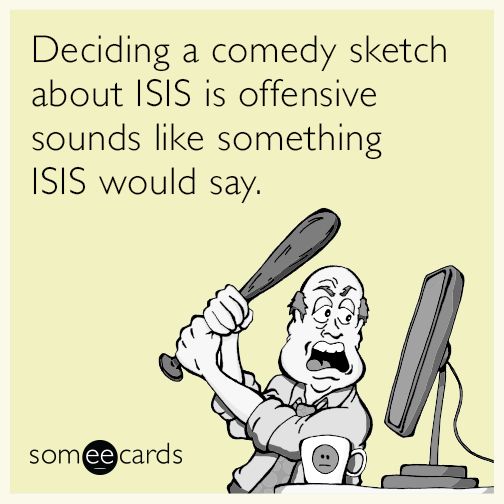 Deciding a comedy sketch
about ISIS is offensive
sounds like something
ISIS would say.
someecards